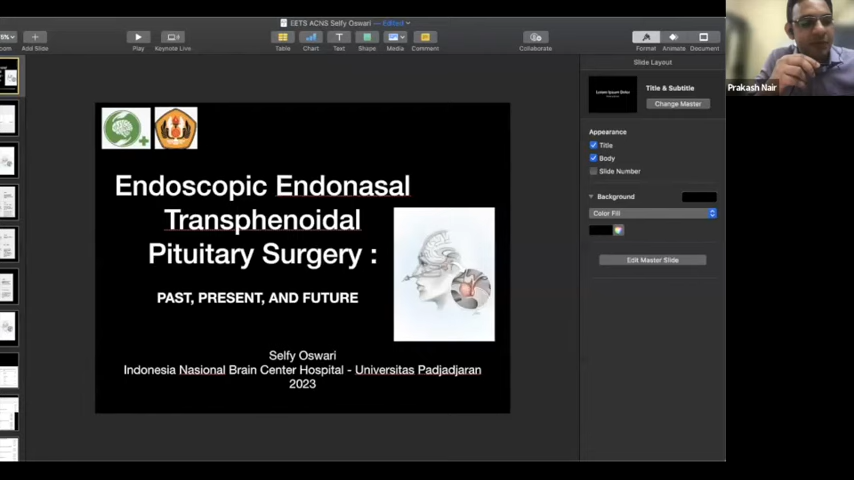 EETS ACNS Selfy Oswari — Edited
Add Slide
Play
Keynote Live
Table
Chart
Text
Shape
Media
Comment
Collaborate
Format
Animate
Document
Slide Layout
Title & Subtitle
Change Master
Appearance
Title
Body
Slide Number
Background
Color Fill
Edit Master Slide
Endoscopic Endonasal
Transphenoidal
Pituitary Surgery :
PAST, PRESENT, AND FUTURE
Selfy Oswari
Indonesia Nasional Brain Center Hospital - Universitas Padjadjaran
2023
Prakash Nair